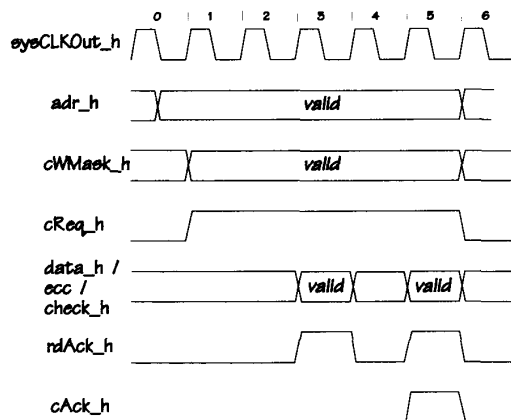 0 1 2 3 4 5 6
sysCLKOut_h
adr_h valid
cWMask_h valid
cReq_h
data_h /
ecc / valid valid
check_h
rdAck_h
cAck_h